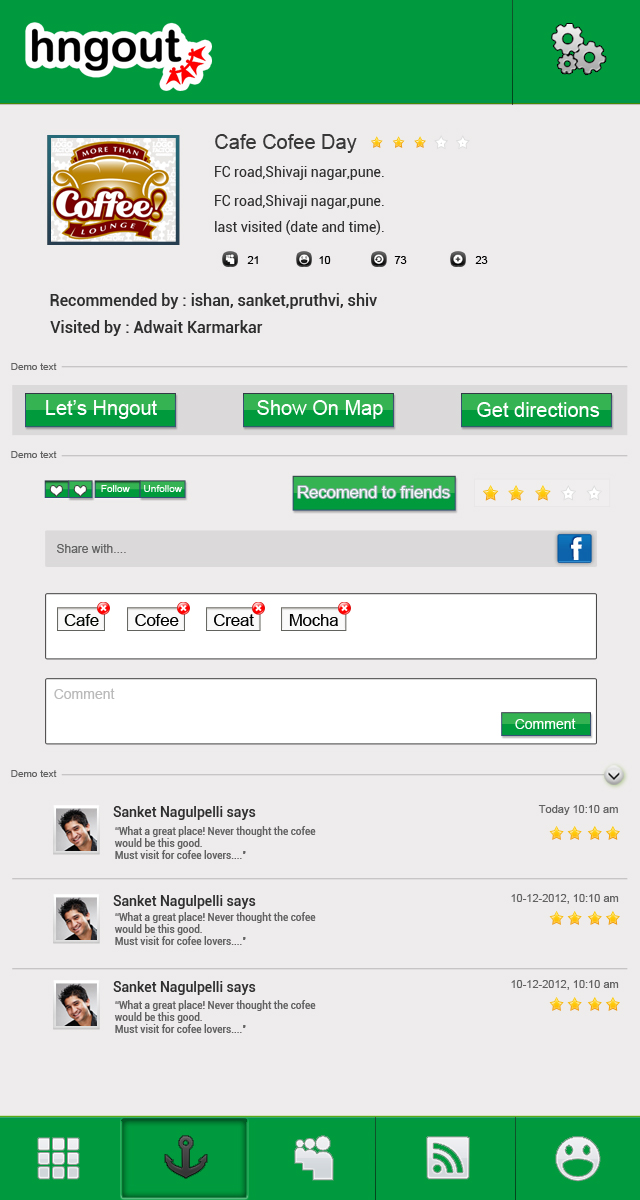 hngout
MORE THAN
Coffee!
LOUNGE
Cafe Cofee Day
FC road,Shivaji nagar,pune.
FC road,Shivaji nagar,pune.
last visited (date and time).
21 10 73 23
Recommended by : ishan, sanket,pruthvi, shiv
Visited by : Adwait Karmarkar
Demo text
Let's Hngout Show On Map Get directions
Demo text
Follow Unfollow Recomend to friends
Share with.... f
Cafe Cofee Creat Mocha
Comment
Comment
Demo text
Sanket Nagulpelli says Today 10:10 am
"What a great place! Never thought the cofee
would be this good.
Must visit for cofee lovers...."
Sanket Nagulpelli says 10-12-2012, 10:10 am
"What a great place! Never thought the cofee
would be this good.
Must visit for cofee lovers...."
Sanket Nagulpelli says 10-12-2012, 10:10 am
"What a great place! Never thought the cofee
would be this good.
Must visit for cofee lovers...."